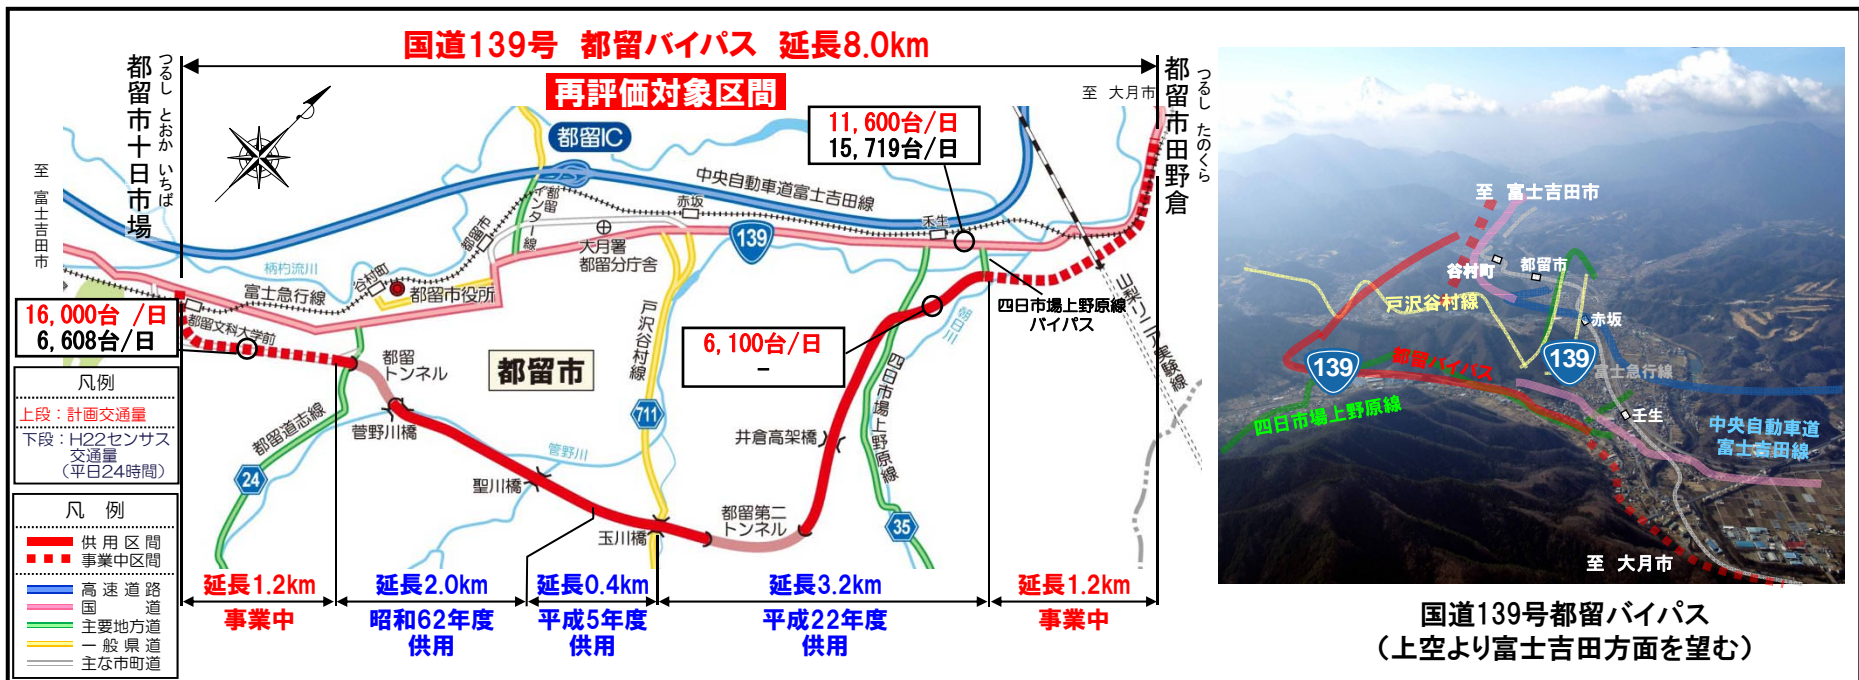 国道139号 都留バイパス 延長8.0km
再評価対象区間
つるし とおか いちば
都留市十日市場
至 富士吉田市
至 大月市
つるし たのくら
都留市田野倉
都留IC
11,600台/日
15,719台/日
中央自動車道富士吉田線
都留インター線
赤坂
禾生
139
都留市
大月署
都留分庁舎
柄杓流川
谷村町
富士急行線
都留市役所
都留文科大学前
16,000台 /日
6,608台/日
戸沢谷村線
6,100台/日
−
朝日川
四日市場上野原線
バイパス
山梨リニア実験線
都留
トンネル
都留市
711
四日市場上野原線
都留道志線
菅野川橋
菅野川
井倉高架橋
24
聖川橋
都留第二
トンネル
玉川橋
35
凡例
上段：計画交通量
下段：H22センサス
交通量
（平日24時間）
凡 例
供用区間
事業中区間
高速道路
国道
主要地方道
一般県道
主な市町道
延長1.2km
事業中
延長2.0km
昭和62年度
供用
延長0.4km
平成5年度
供用
延長3.2km
平成22年度
供用
延長1.2km
事業中
至 富士吉田市
谷村町
都留市
戸沢谷村線
赤坂
139
都留バイパス
139
富士急行線
四日市場上野原線
壬生
中央自動車道
富士吉田線
至 大月市
国道139号都留バイパス
（上空より富士吉田方面を望む）